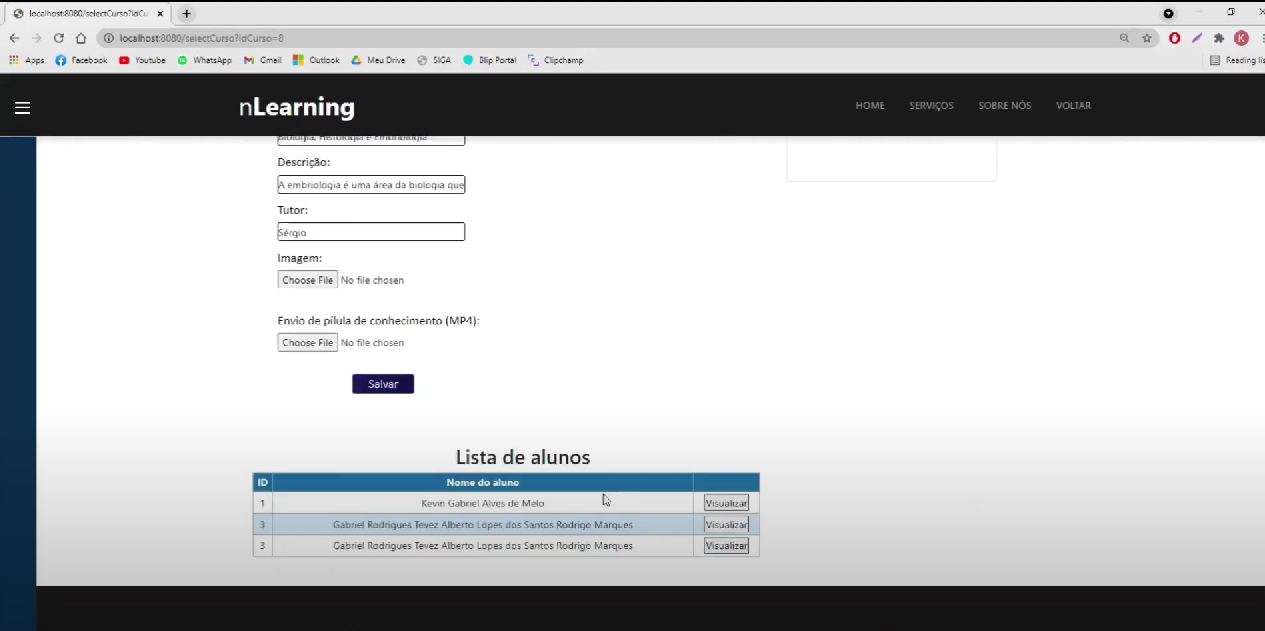 localhost:8080/selectCurso?idCu
localhost:8080/selectCurso?idCurso=8
K
Apps Facebook Youtube WhatsApp Gmail Outlook Meu Drive SIGA Blip Portal Clipchamp Reading lis
nLearning HOME SERVIÇOS SOBRE NÓS VOLTAR
Biologia, Histologia e Embriologia
Descrição:
A embriologia é uma área da biologia que
Tutor:
Sérgio
Imagem:
Choose File No file chosen
Envio de pílula de conhecimento (MP4):
Choose File No file chosen
Salvar
Lista de alunos
ID Nome do aluno
1 Kevin Gabriel Alves de Melo Visualizar
3 Gabriel Rodrigues Tevez Alberto Lopes dos Santos Rodrigo Marques Visualizar
3 Gabriel Rodrigues Tevez Alberto Lopes dos Santos Rodrigo Marques Visualizar